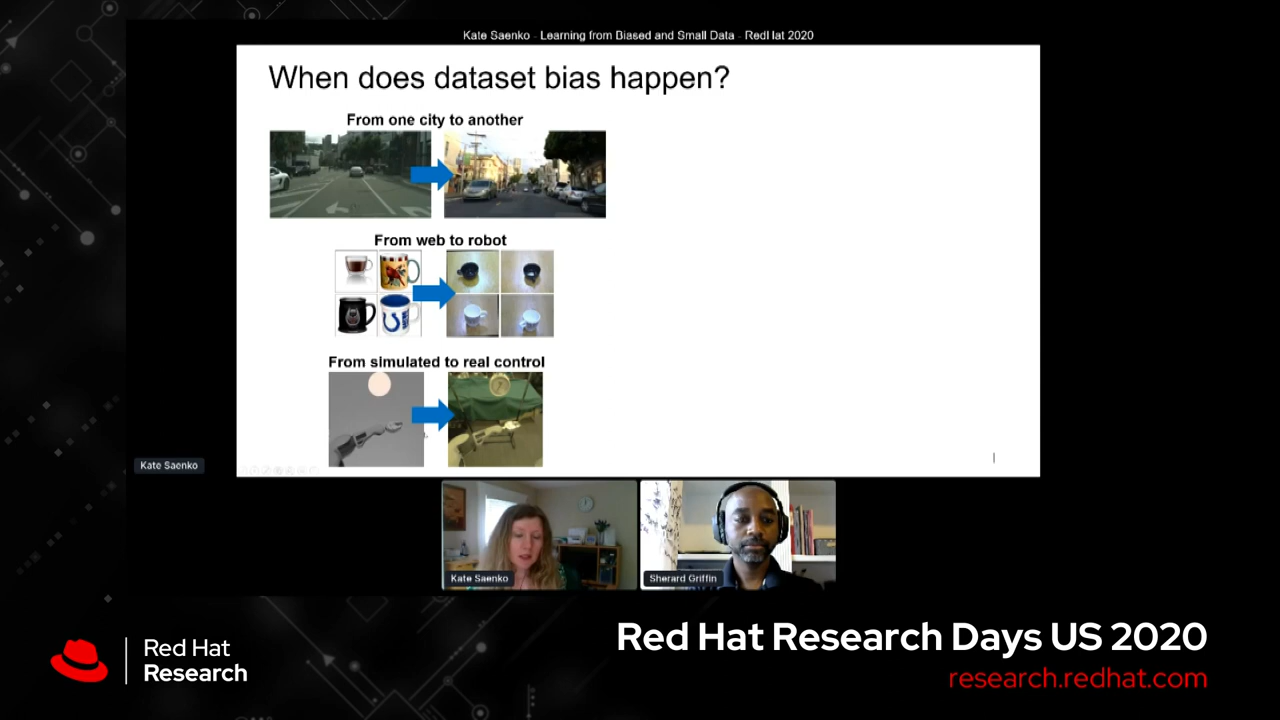 Kate Saenko - Learning from Biased and Small Data - RedHat 2020
When does dataset bias happen?
From one city to another
From web to robot
From simulated to real control
Kate Saenko
Kate Saenko
Sherard Griffin
Red Hat
Research
Red Hat Research Days US 2020
research.redhat.com